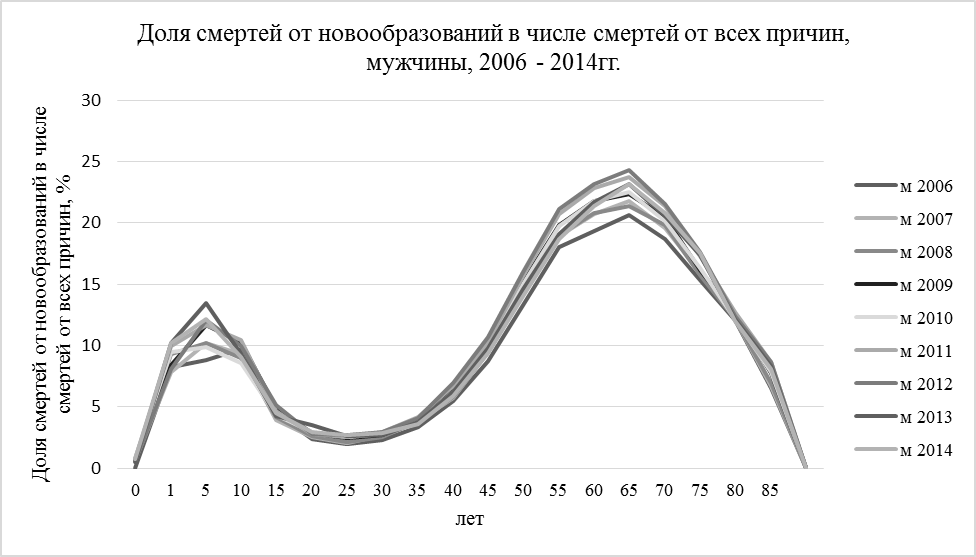 Доля смертей от новообразований в числе смертей от всех причин,
мужчины, 2006 - 2014гг.
Доля смертей от новообразований в числе
смертей от всех причин, %
30
25
20
15
10
5
0
0 1 5 10 15 20 25 30 35 40 45 50 55 60 65 70 75 80 85
лет
м 2006
м 2007
м 2008
м 2009
м 2010
м 2011
м 2012
м 2013
м 2014